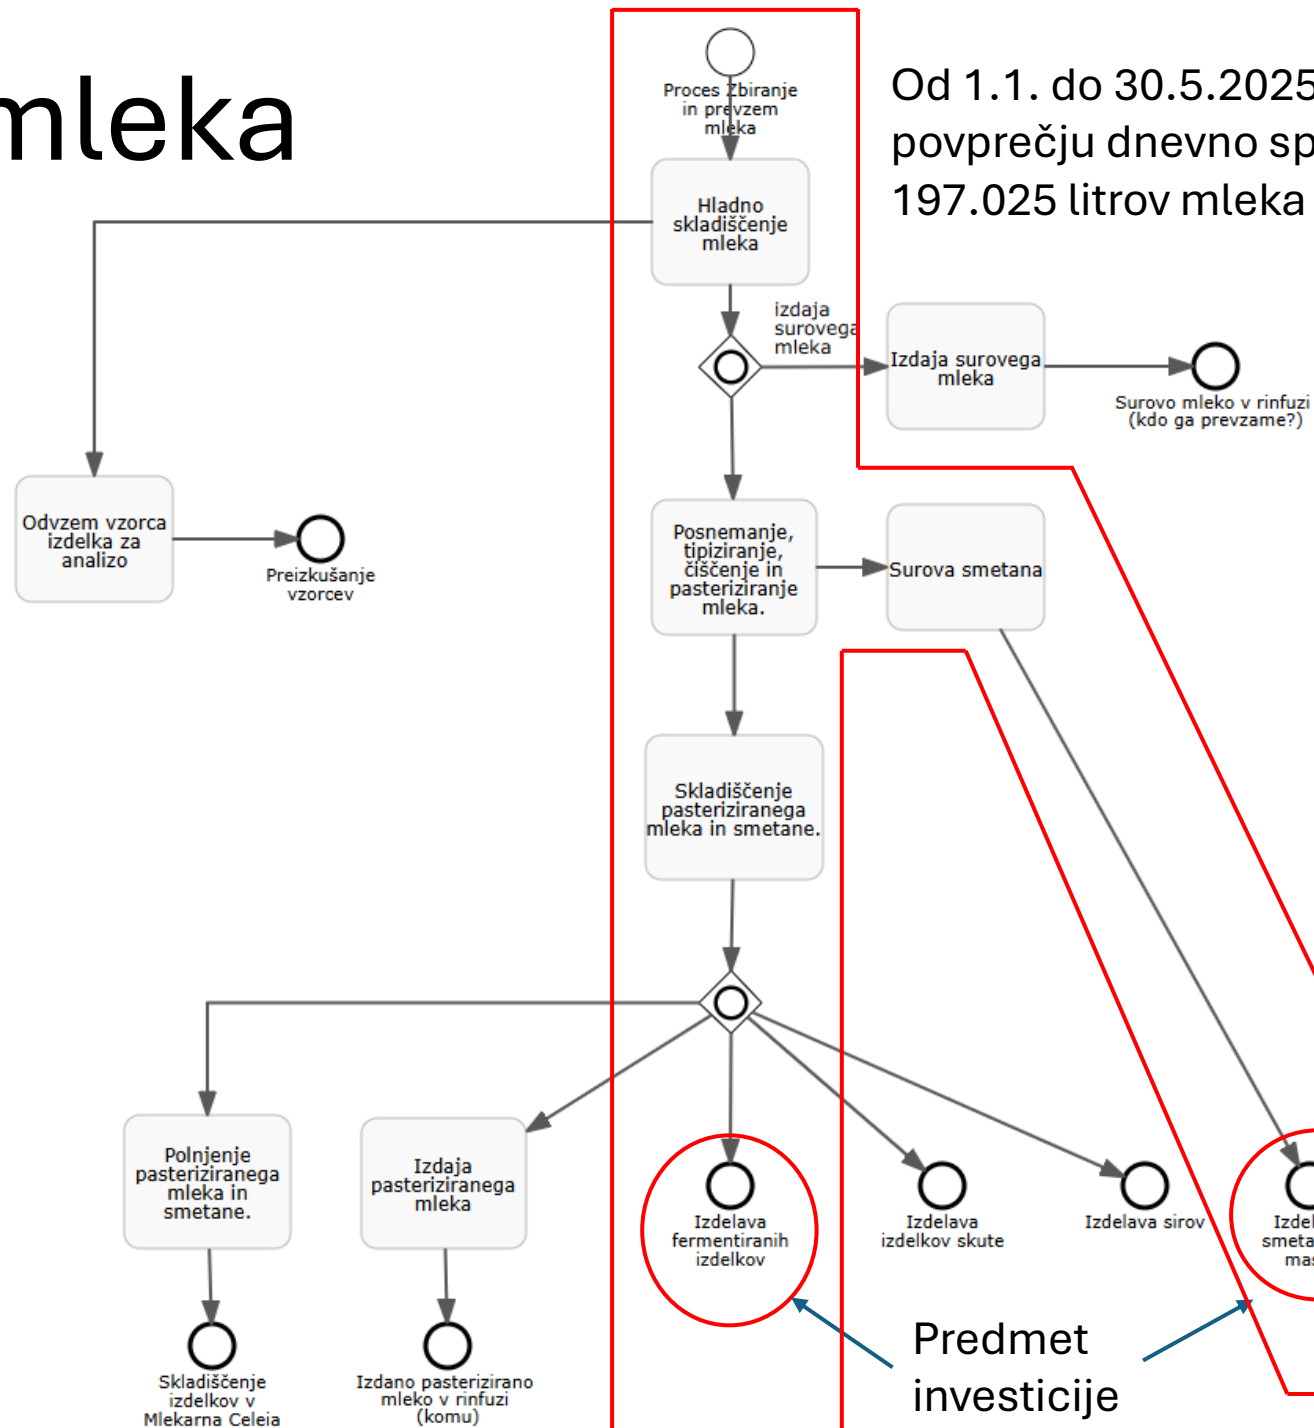 mleka
Od 1.1. do 30.5.2025
povprečju dnevno sp
197.025 litrov mleka
Proces Zbiranje
in prevzem
mleka
Hladno
skladiščenje
mleka
izdaja
surovega
mleka
Izdaja surovega
mleka
Surovo mleko v rinfuzi
(kdo ga prevzame?)
Odvzem vzorca
izdelka za
analizo
Preizkušanje
vzorcev
Posnemanje,
tipiziranje,
čiščenje in
pasteriziranje
mleka.
Surova smetana
Skladiščenje
pasteriziranega
mleka in smetane.
Polnjenje
pasteriziranega
mleka in
smetane.
Izdaja
pasteriziranega
mleka
Izdelava
fermentiranih
izdelkov
Izdelava
izdelkov skute
Izdelava sirov
Izdel
smeta
mas
Skladiščenje
izdelkov v
Mlekarna Celeia
Izdano pasterizirano
mleko v rinfuzi
(komu)
Predmet
investicije